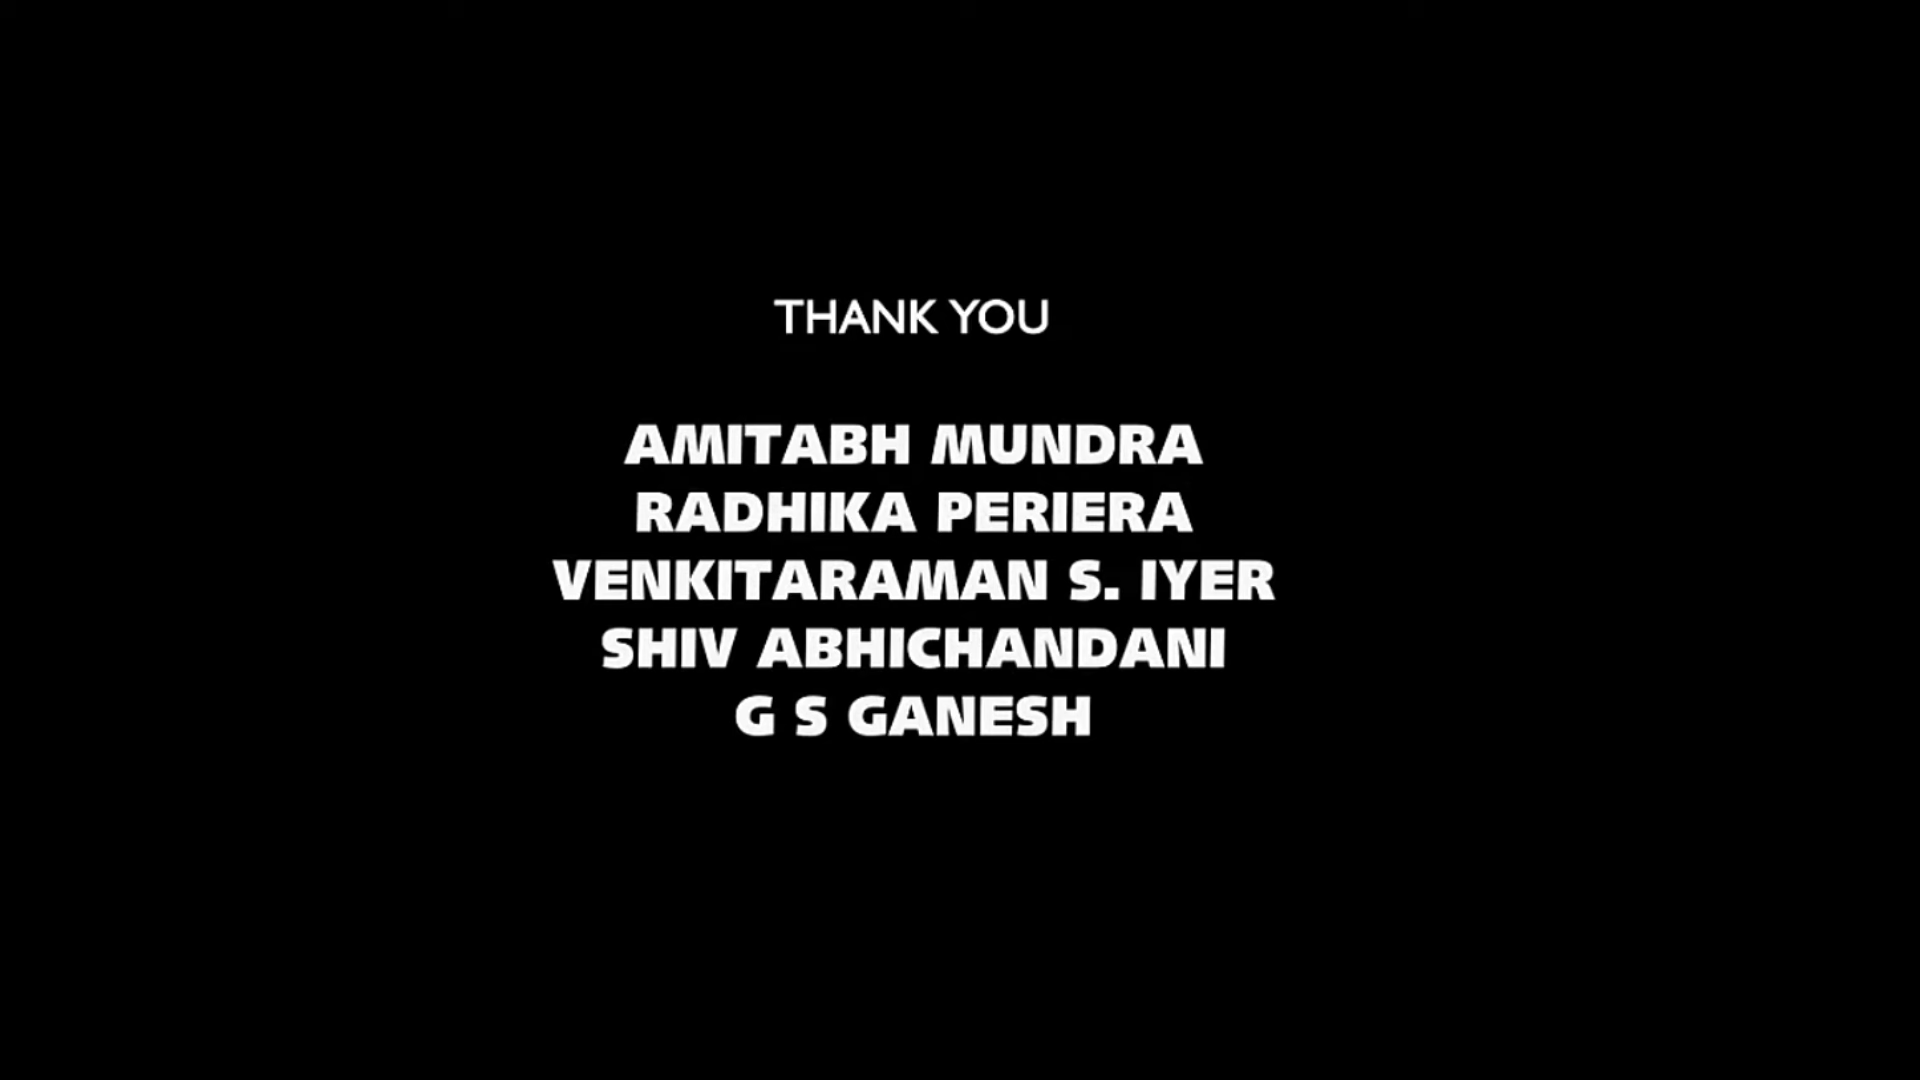 THANK YOU
AMITABH MUNDRA
RADHIKA PERIERA
VENKITARAMAN S. IYER
SHIV ABHICHANDANI
G S GANESH